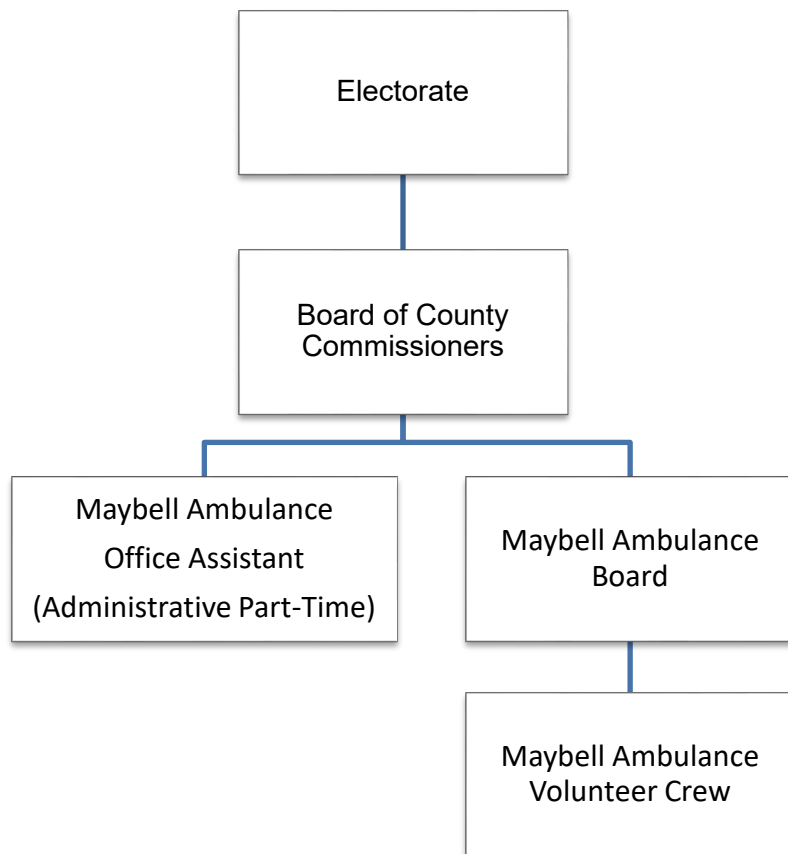 Electorate
Board of County
Commissioners
Maybell Ambulance
Office Assistant
(Administrative Part-Time)
Maybell Ambulance
Board
Maybell Ambulance
Volunteer Crew